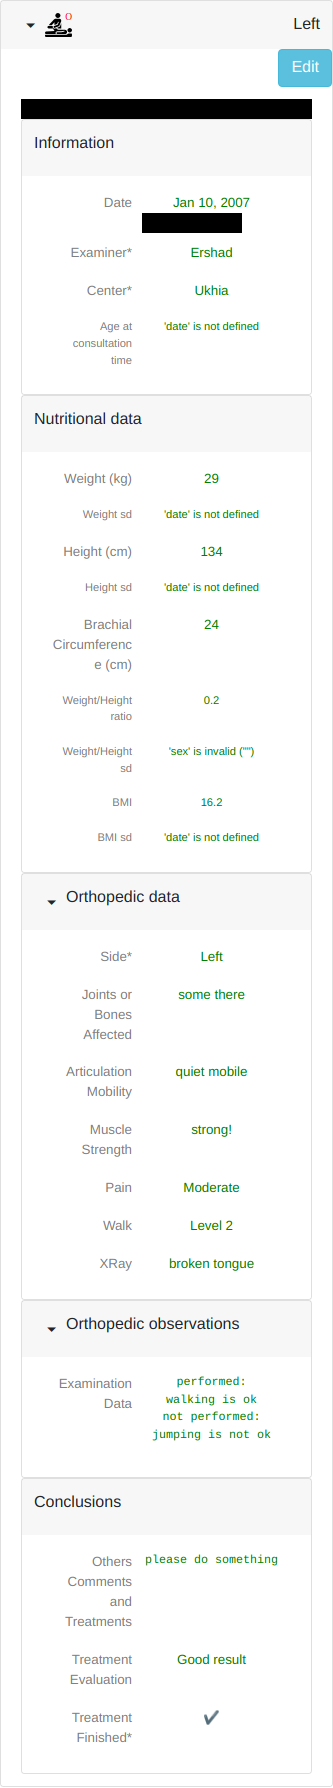 O
Left
Edit
Information
Date
Jan 10, 2007
Examiner*
Ershad
Center*
Ukhia
Age at
consultation
time
'date' is not defined
Nutritional data
Weight (kg)
29
Weight sd
'date' is not defined
Height (cm)
134
Height sd
'date' is not defined
Brachial
Circumferenc
e (cm)
24
Weight/Height
ratio
0.2
Weight/Height
sd
'sex' is invalid ("")
BMI
16.2
BMI sd
'date' is not defined
Orthopedic data
Side*
Left
Joints or
Bones
Affected
some there
Articulation
Mobility
quiet mobile
Muscle
Strength
strong!
Pain
Moderate
Walk
Level 2
XRay
broken tongue
Orthopedic observations
Examination
Data
performed:
walking is ok
not performed:
jumping is not ok
Conclusions
Others
Comments
and
Treatments
please do something
Treatment
Evaluation
Good result
Treatment
Finished*
✔